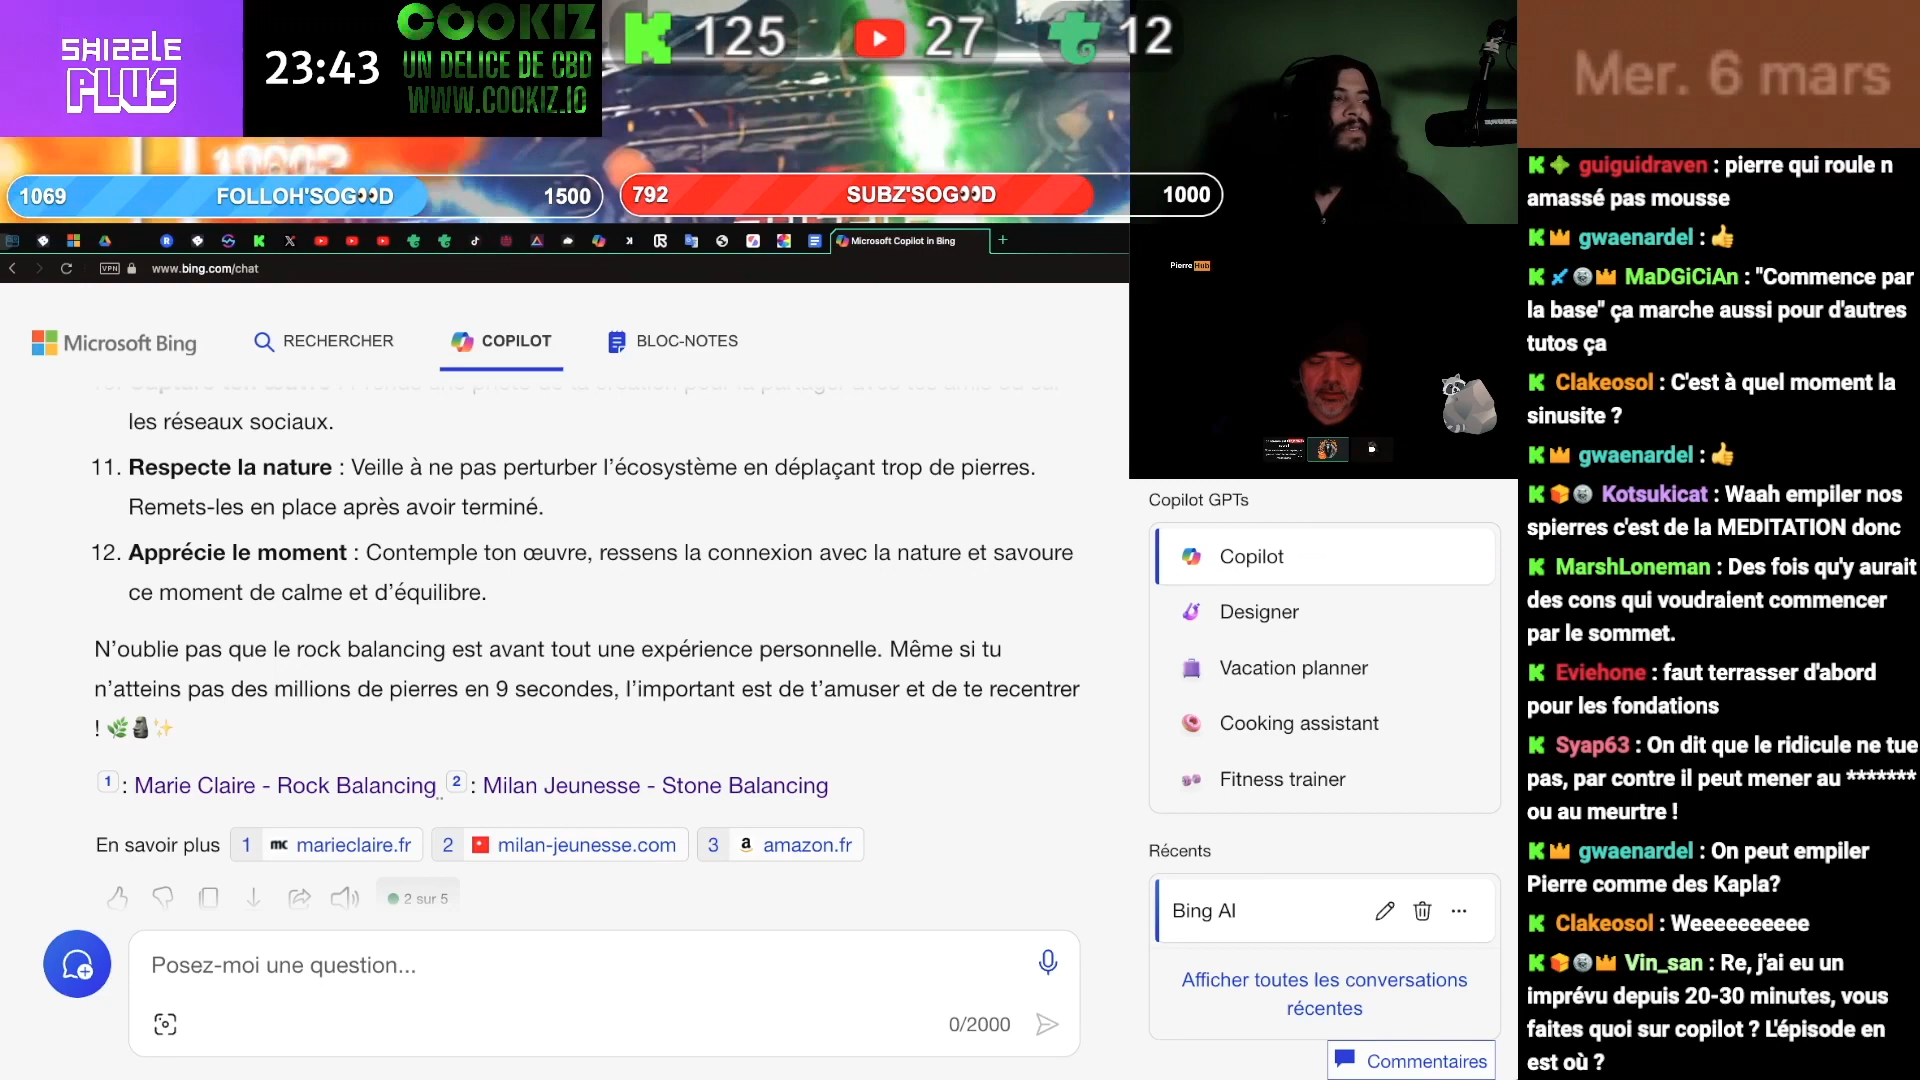 SHIZZLE
PLUS
23:43
COOKIZ
UN DELICE DE CBD
WWW.COOKIZ.IO
125
27
12
Mer. 6 mars
1069 FOLLOH'SOG👀D 1500
792 SUBZ'SOG👀D 1000
Microsoft Copilot in Bing
VPN
www.bing.com/chat
Microsoft Bing
RECHERCHER
COPILOT
BLOC-NOTES
les réseaux sociaux.
11. Respecte la nature : Veille à ne pas perturber l’écosystème en déplaçant trop de pierres.
Remets-les en place après avoir terminé.
12. Apprécie le moment : Contemple ton œuvre, ressens la connexion avec la nature et savoure
ce moment de calme et d’équilibre.
N’oublie pas que le rock balancing est avant tout une expérience personnelle. Même si tu
n’atteins pas des millions de pierres en 9 secondes, l’important est de t’amuser et de te recentrer
! 🌿🗿✨
1 : Marie Claire - Rock Balancing 2 : Milan Jeunesse - Stone Balancing
En savoir plus 1 mc marieclaire.fr 2 milan-jeunesse.com 3 a amazon.fr
2 sur 5
Posez-moi une question...
0/2000
Pierre Hub
Copilot GPTs
Copilot
Designer
Vacation planner
Cooking assistant
Fitness trainer
Récents
Bing AI
Afficher toutes les conversations
récentes
Commentaires
guiguidraven : pierre qui roule n
amassé pas mousse
gwaenardel : 👍
MaDGiCiAn : "Commence par
la base" ça marche aussi pour d'autres
tutos ça
Clakeosol : C'est à quel moment la
sinusite ?
gwaenardel : 👍
Kotsukicat : Waah empiler nos
spierres c'est de la MEDITATION donc
MarshLoneman : Des fois qu'y aurait
des cons qui voudraient commencer
par le sommet.
Eviehone : faut terrasser d'abord
pour les fondations
Syap63 : On dit que le ridicule ne tue
pas, par contre il peut mener au *******
ou au meurtre !
gwaenardel : On peut empiler
Pierre comme des Kapla?
Clakeosol : Weeeeeeeeee
Vin_san : Re, j'ai eu un
imprévu depuis 20-30 minutes, vous
faites quoi sur copilot ? L'épisode en
est où ?